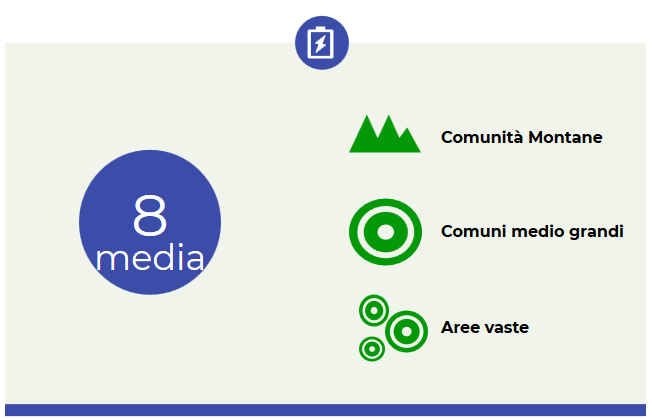 8
media
Comunità Montane
Comuni medio grandi
Aree vaste